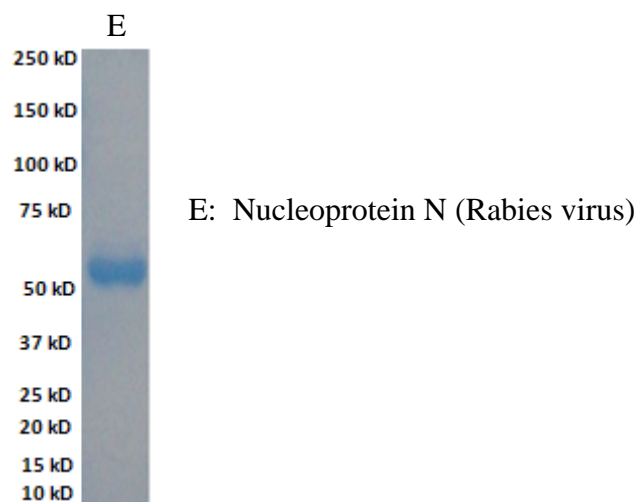 E
250 kD
150 kD
100 kD
75 kD
E: Nucleoprotein N (Rabies virus)
50 kD
37 kD
25 kD
20 kD
15 kD
10 kD